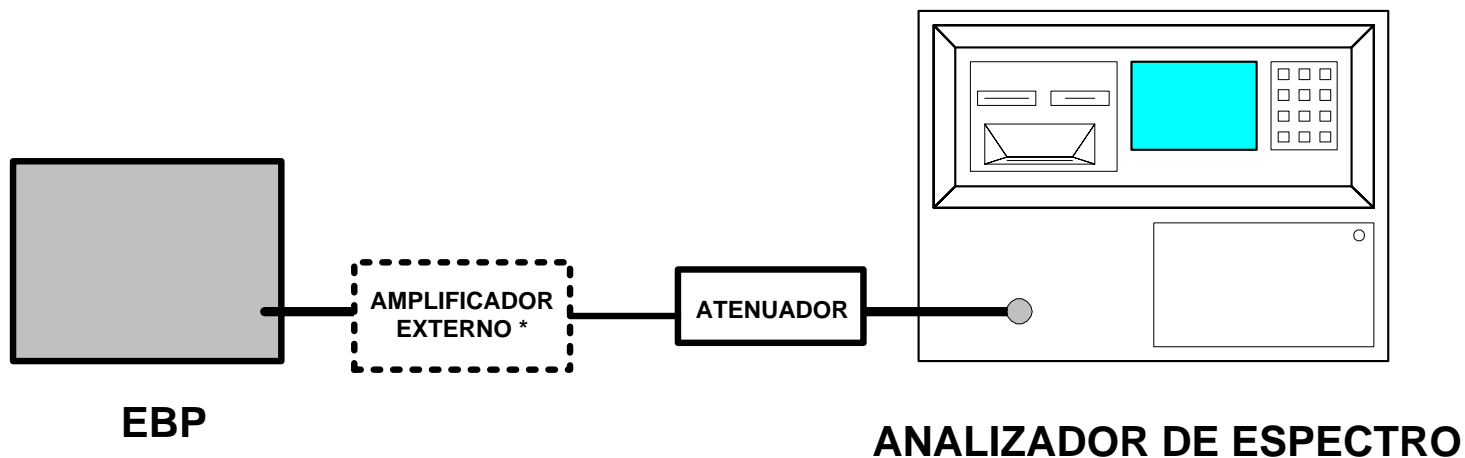 AMPLIFICADOR
EXTERNO *
ATENUADOR
EBP
ANALIZADOR DE ESPECTRO